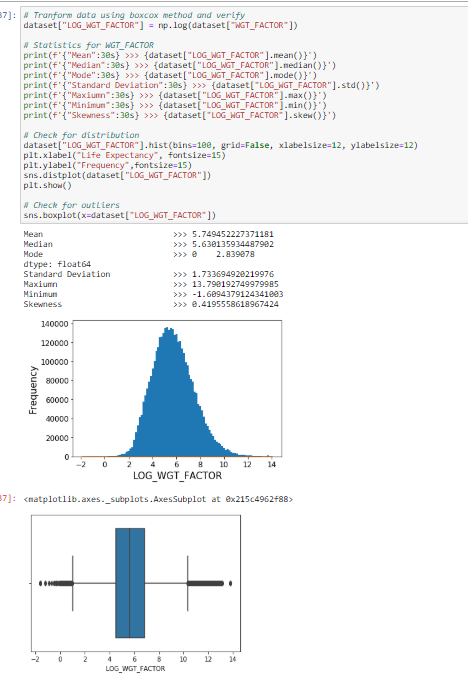 37]:
# Tranform data using boxcox method and verify
dataset["LOG_WGT_FACTOR"] = np.log(dataset["WGT_FACTOR"])
# Statistics for WGT_FACTOR
print(f'{"Mean":30s} >>> {dataset["LOG_WGT_FACTOR"].mean()}')
print(f'{"Median":30s} >>> {dataset["LOG_WGT_FACTOR"].median()}')
print(f'{"Mode":30s} >>> {dataset["LOG_WGT_FACTOR"].mode()}')
print(f'{"Standard Deviation":30s} >>> {dataset["LOG_WGT_FACTOR"].std()}')
print(f'{"Maxiumn":30s} >>> {dataset["LOG_WGT_FACTOR"].max()}')
print(f'{"Minimum":30s} >>> {dataset["LOG_WGT_FACTOR"].min()}')
print(f'{"Skewness":30s} >>> {dataset["LOG_WGT_FACTOR"].skew()}')
# Check for distribution
dataset["LOG_WGT_FACTOR"].hist(bins=100, grid=False, xlabelsize=12, ylabelsize=12)
plt.xlabel("Life Expectancy", fontsize=15)
plt.ylabel("Frequency",fontsize=15)
sns.distplot(dataset["LOG_WGT_FACTOR"])
plt.show()
# Check for outliers
sns.boxplot(x=dataset["LOG_WGT_FACTOR"])
Mean >>> 5.749452227371181
Median >>> 5.630135934487902
Mode >>> 0 2.839078
dtype: float64
Standard Deviation >>> 1.733694920219976
Maxiumn >>> 13.790192749979985
Minimum >>> -1.6094379124341003
Skewness >>> 0.4195558618967424
140000
120000
100000
80000
60000
40000
20000
0
Frequency
−2 0 2 4 6 8 10 12 14
LOG_WGT_FACTOR
37]: <matplotlib.axes._subplots.AxesSubplot at 0x215c4962f88>
−2 0 2 4 6 8 10 12 14
LOG_WGT_FACTOR